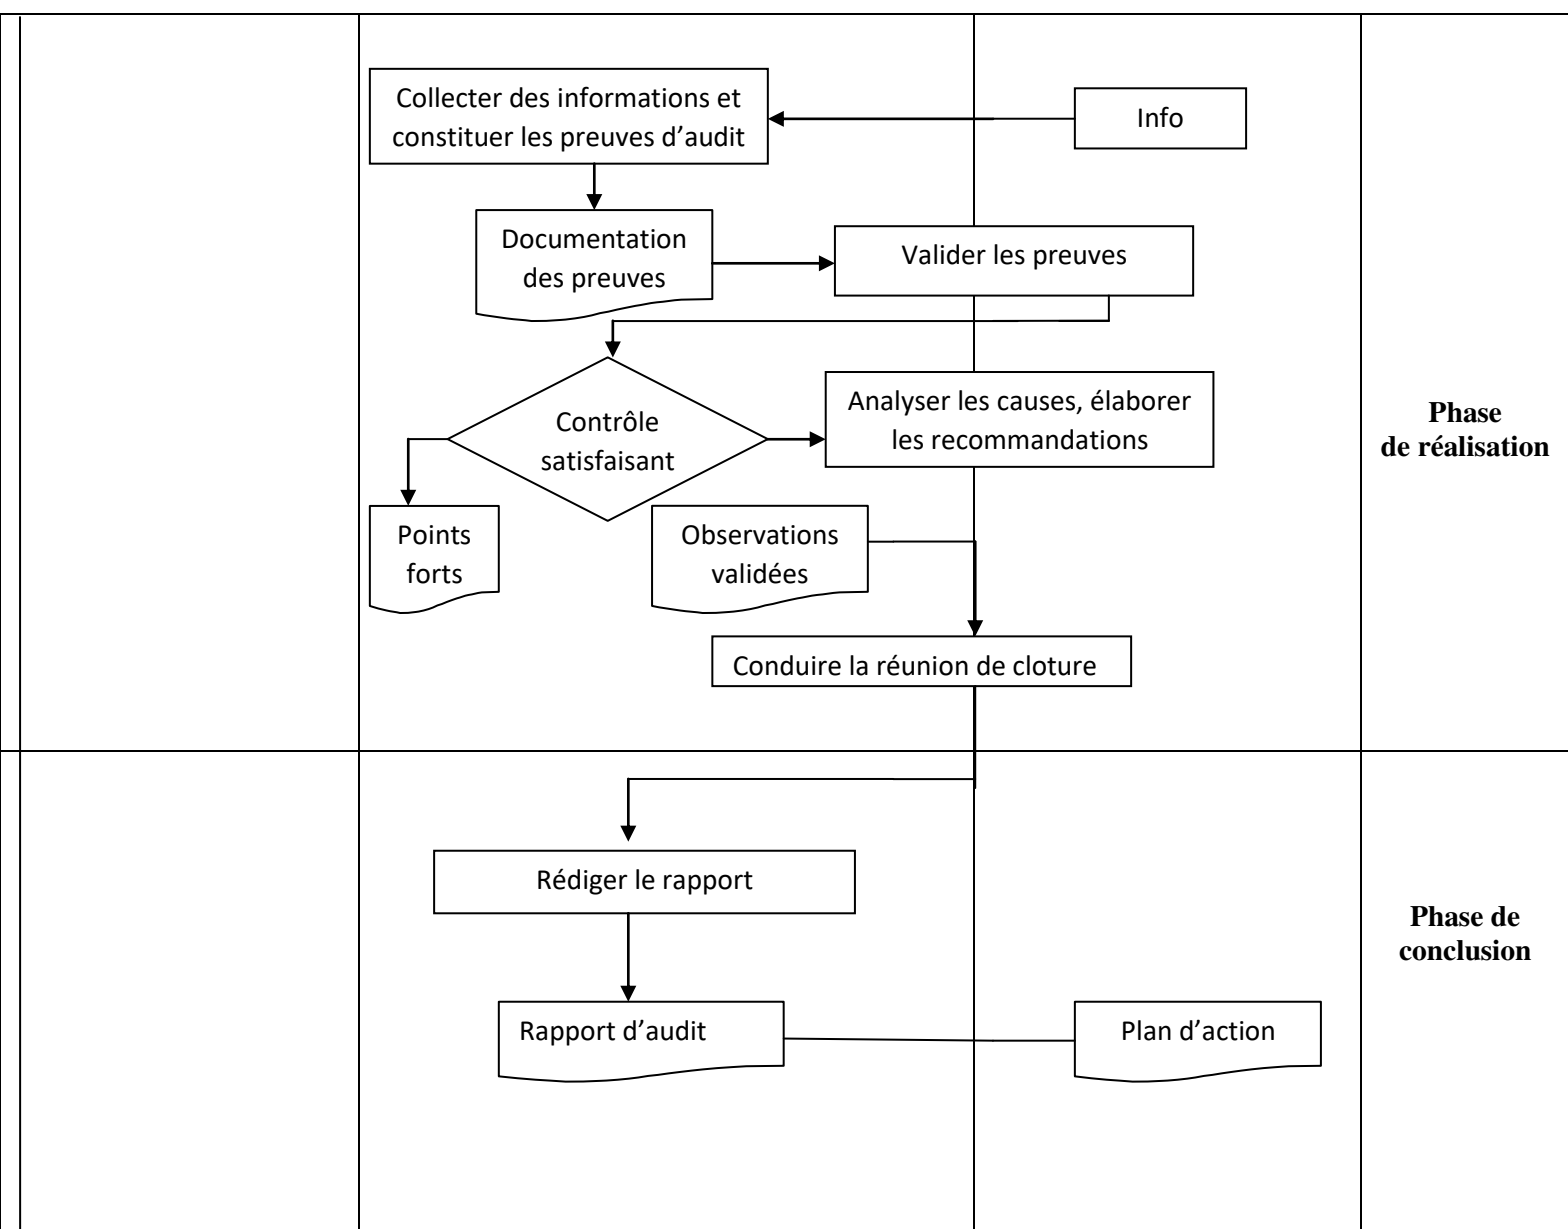 Collecter des informations et
constituer les preuves d’audit
Info
Documentation
des preuves
Valider les preuves
Contrôle
satisfaisant
Analyser les causes, élaborer
les recommandations
Phase
de réalisation
Points
forts
Observations
validées
Conduire la réunion de cloture
Rédiger le rapport
Phase de
conclusion
Rapport d’audit
Plan d’action